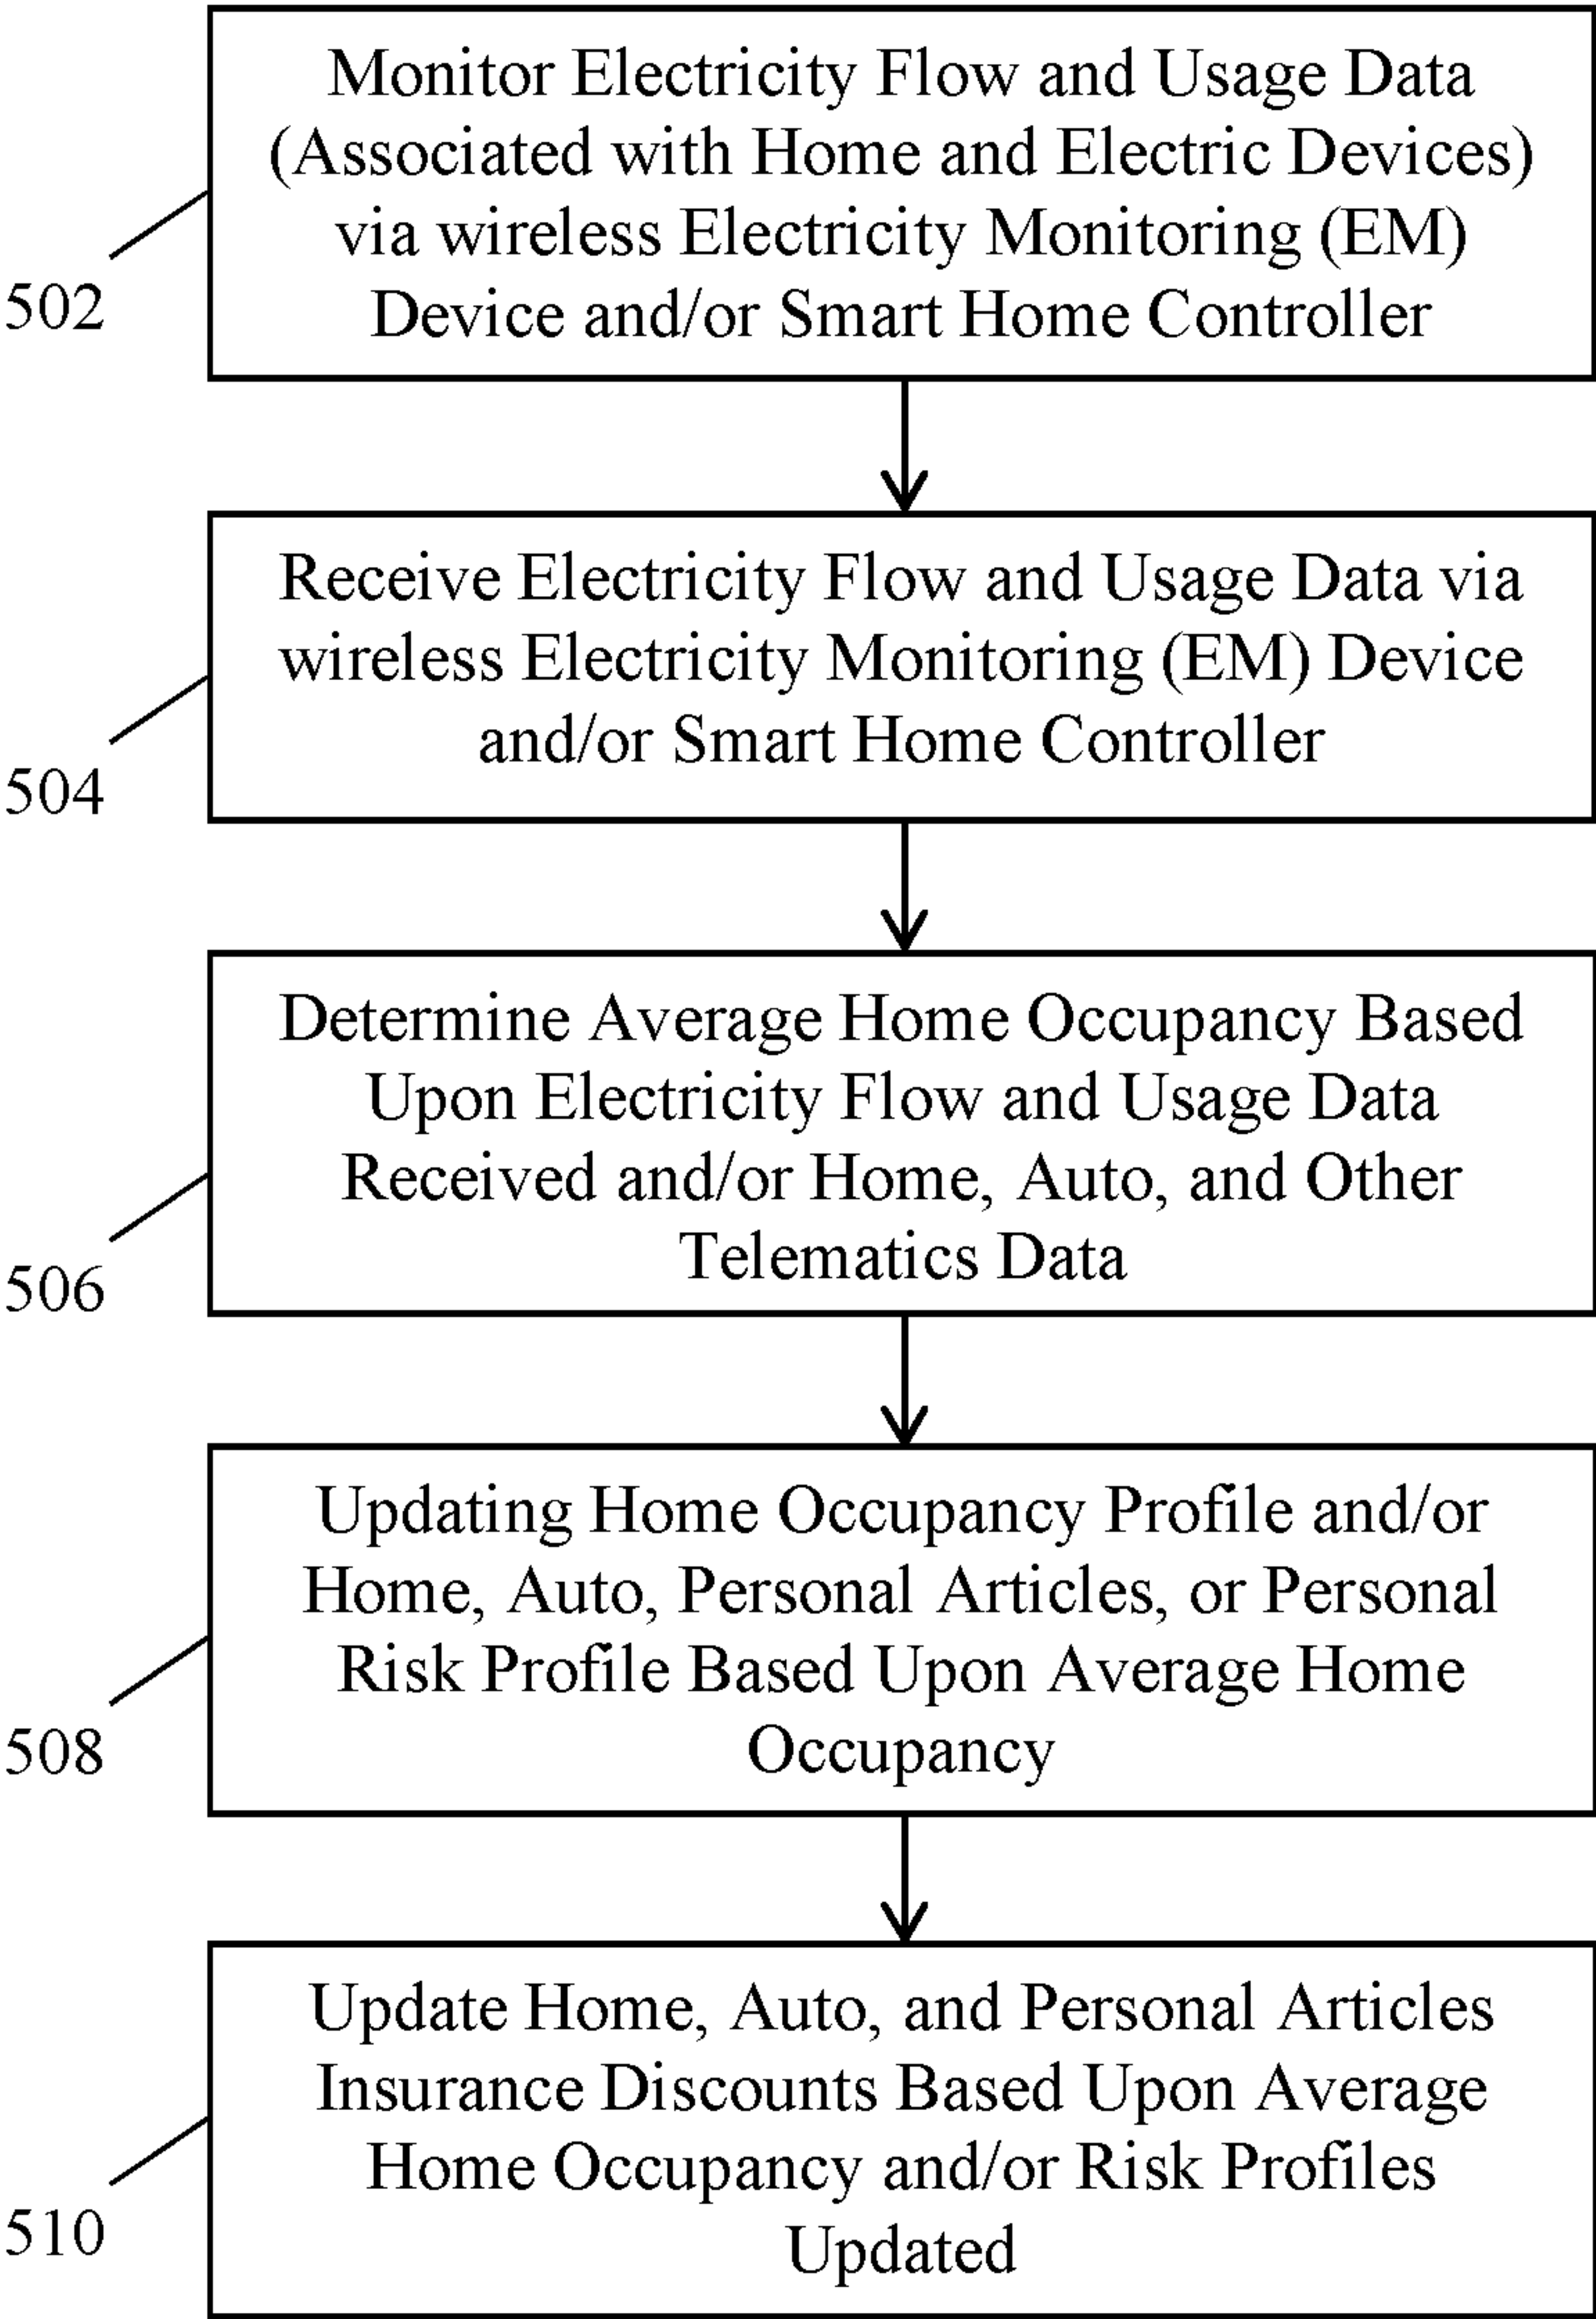 Monitor Electricity Flow and Usage Data
(Associated with Home and Electric Devices)
via wireless Electricity Monitoring (EM)
Device and/or Smart Home Controller
502
Receive Electricity Flow and Usage Data via
wireless Electricity Monitoring (EM) Device
and/or Smart Home Controller
504
Determine Average Home Occupancy Based
Upon Electricity Flow and Usage Data
Received and/or Home, Auto, and Other
Telematics Data
506
Updating Home Occupancy Profile and/or
Home, Auto, Personal Articles, or Personal
Risk Profile Based Upon Average Home
Occupancy
508
Update Home, Auto, and Personal Articles
Insurance Discounts Based Upon Average
Home Occupancy and/or Risk Profiles
Updated
510